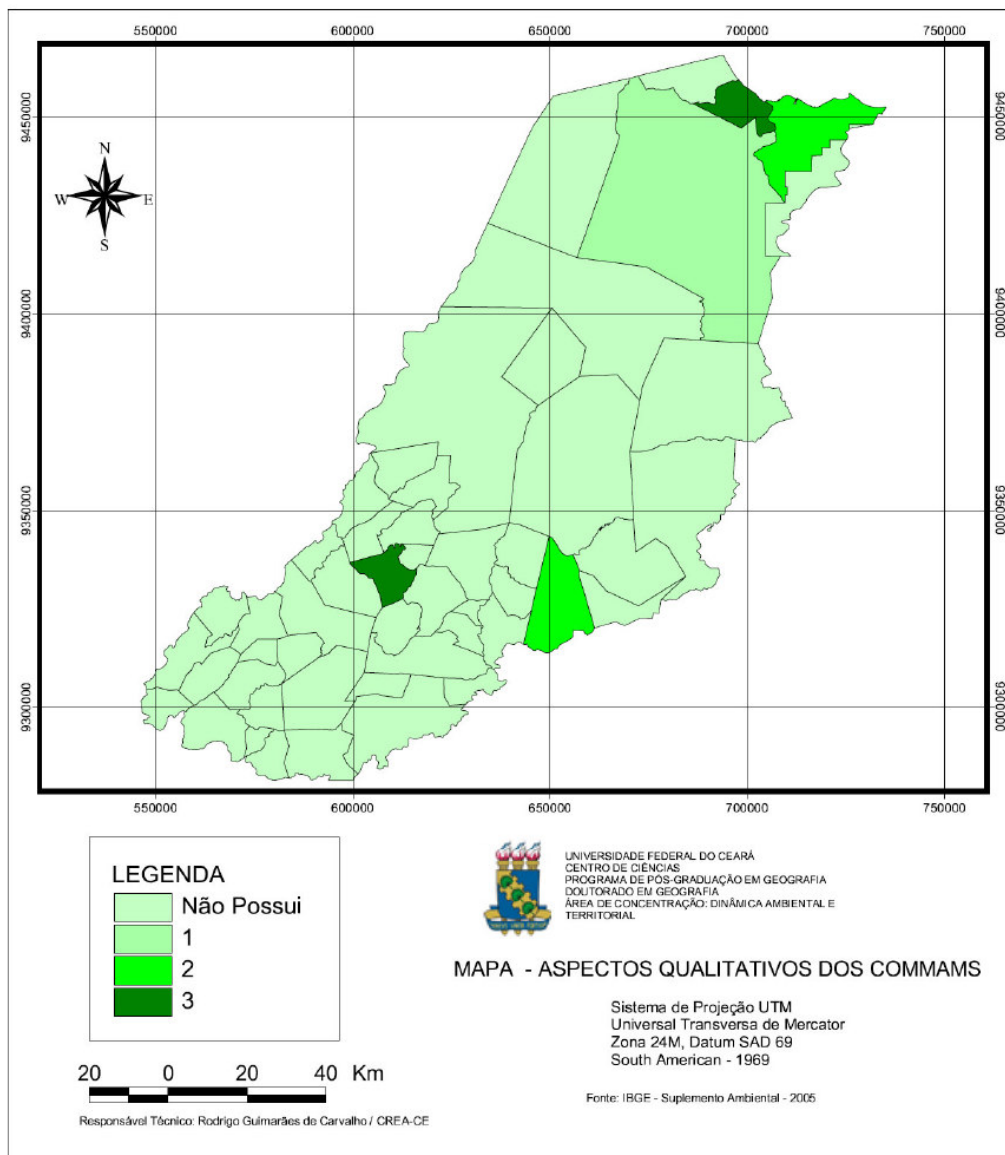 550000 600000 650000 700000 750000
9450000 9450000
N
W E
S
9400000 9400000
9350000 9350000
9300000 9300000
550000 600000 650000 700000 750000
LEGENDA
Não Possui
1
2
3
20 0 20 40 Km
Responsável Técnico: Rodrigo Guimarães de Carvalho / CREA-CE
UNIVERSIDADE FEDERAL DO CEARÁ
CENTRO DE CIÊNCIAS
PROGRAMA DE PÓS-GRADUAÇÃO EM GEOGRAFIA
DOUTORADO EM GEOGRAFIA
ÁREA DE CONCENTRAÇÃO: DINÂMICA AMBIENTAL E
TERRITORIAL
MAPA - ASPECTOS QUALITATIVOS DOS COMMAMS
Sistema de Projeção UTM
Universal Transversa de Mercator
Zona 24M, Datum SAD 69
South American - 1969
Fonte: IBGE - Suplemento Ambiental - 2005